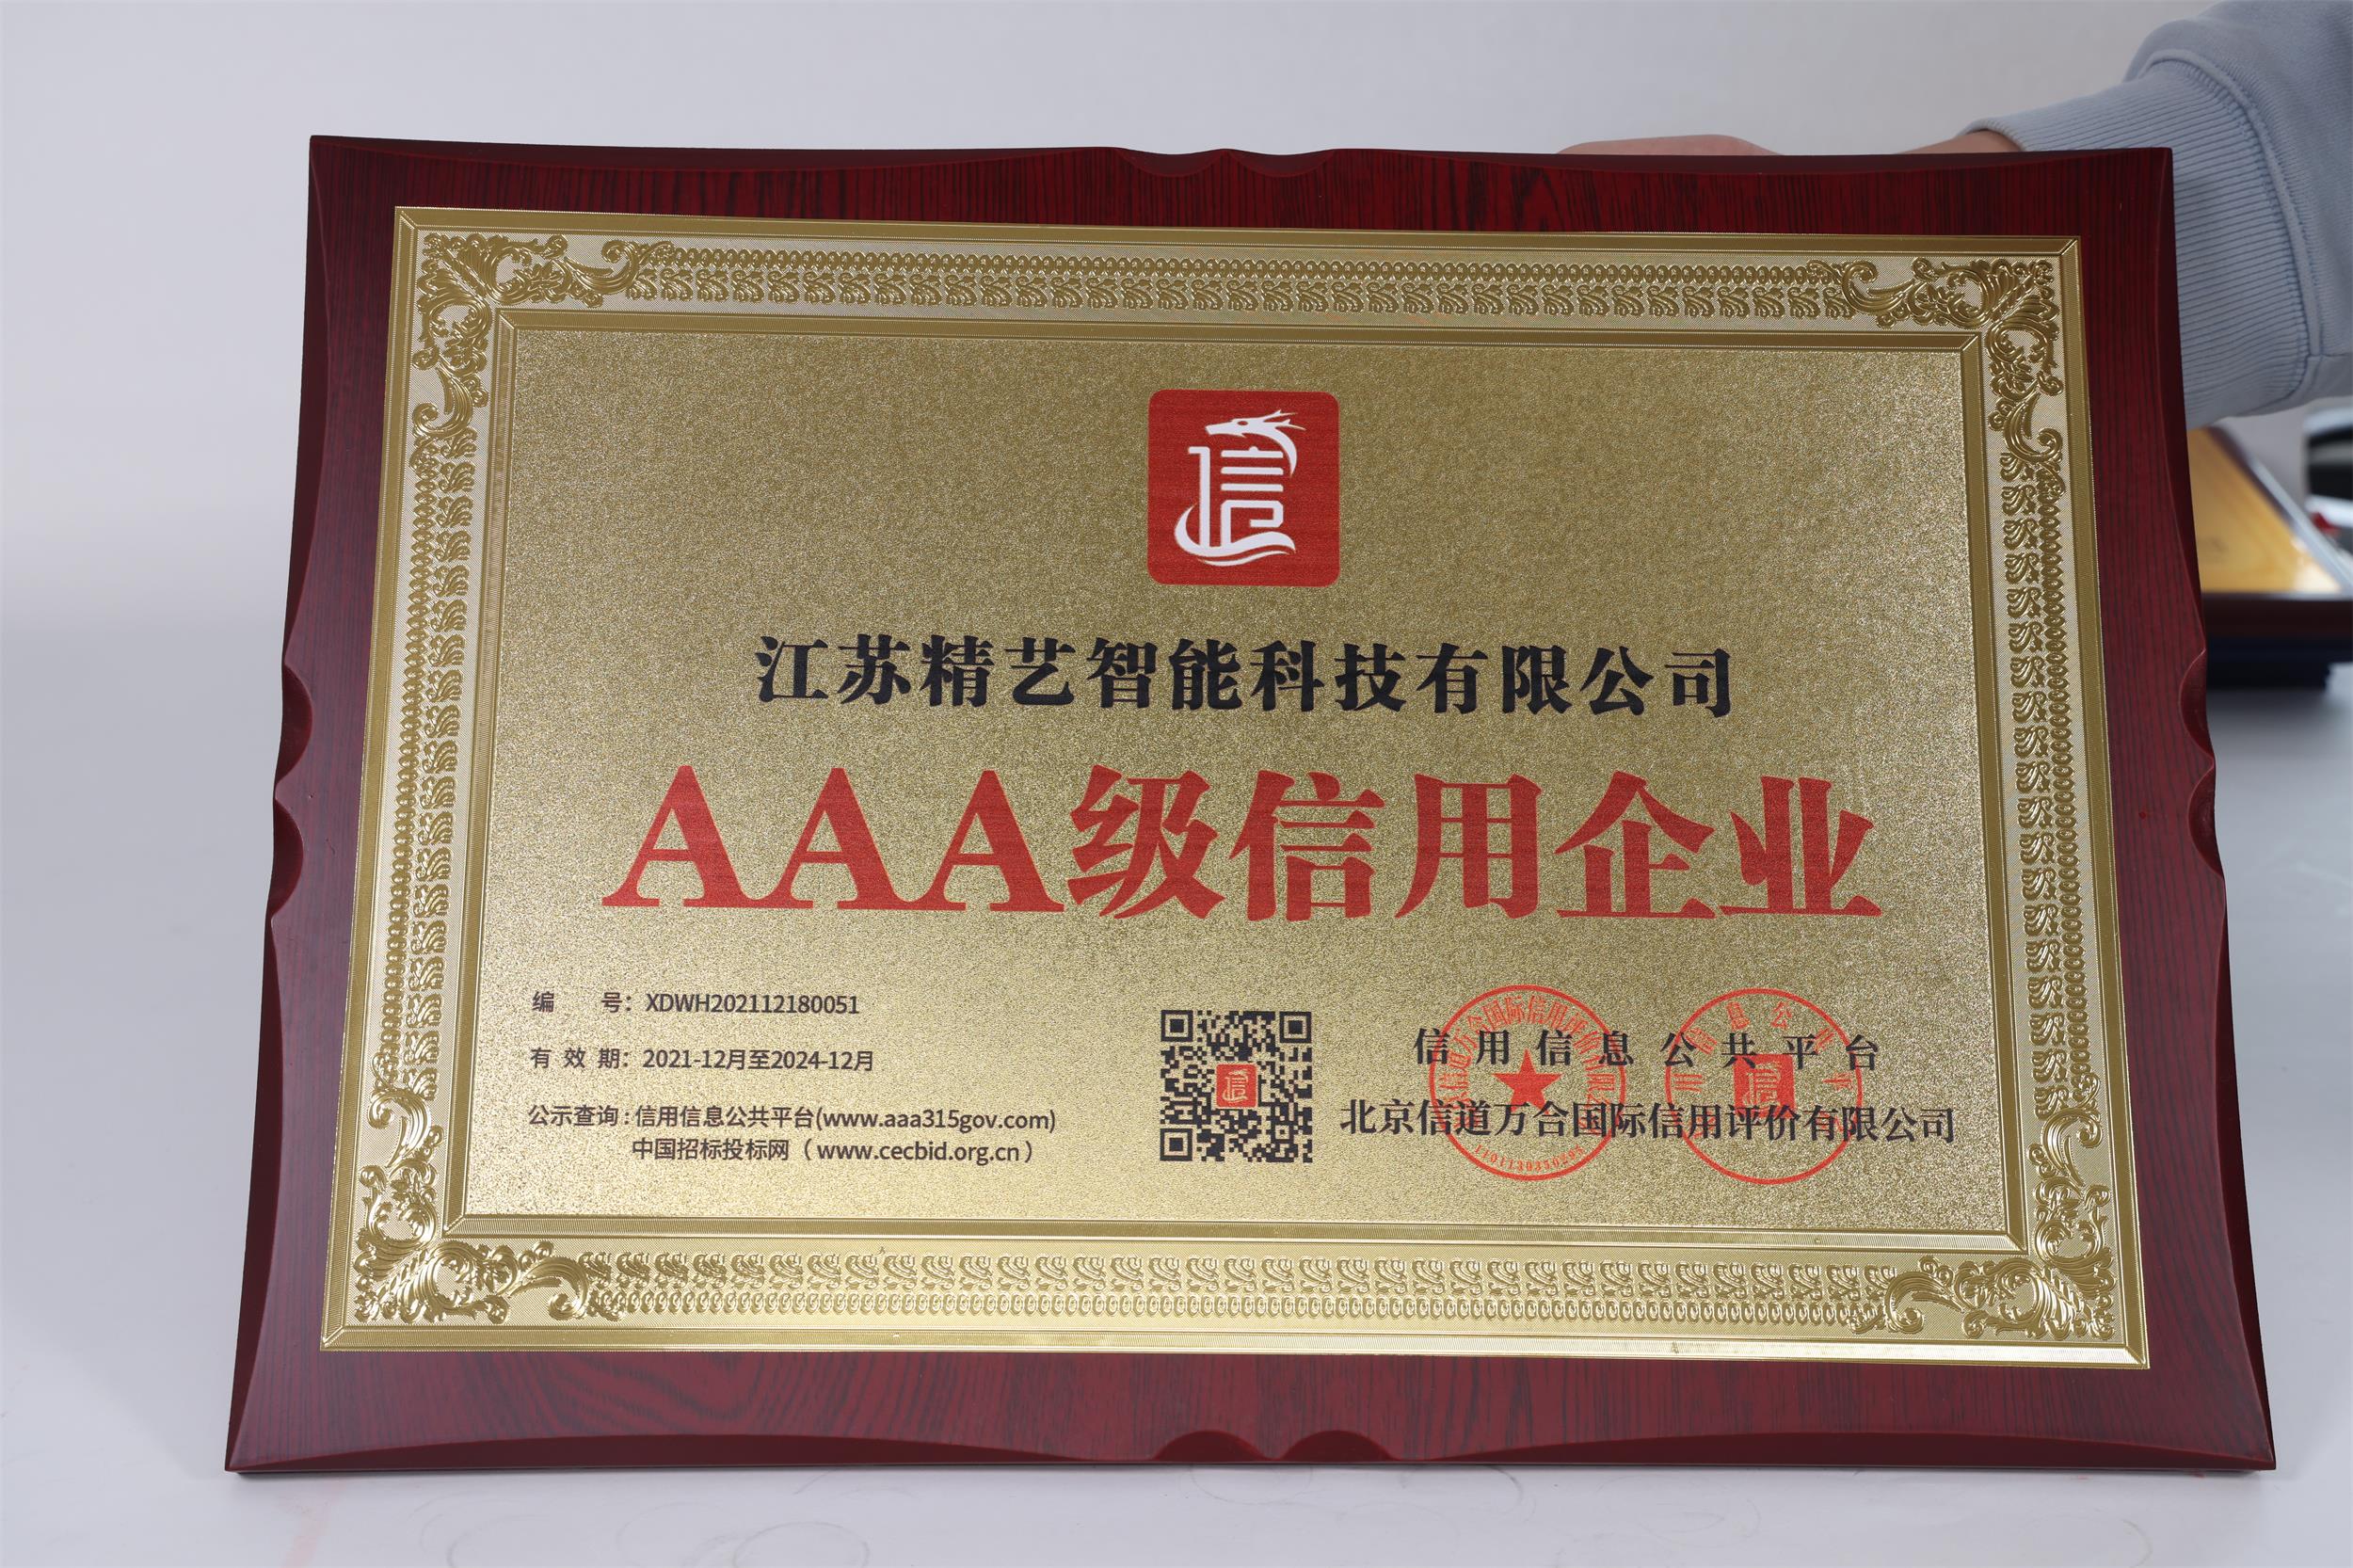 信
江苏精艺智能科技有限公司
AAA级信用企业
编 号：XDWH202112180051
有 效 期：2021-12月至2024-12月
公示查询：信用信息公共平台(www.aaa315gov.com)
中国招标投标网（www.cecbid.org.cn）
信用信息公共平台
北京信道万合国际信用评价有限公司